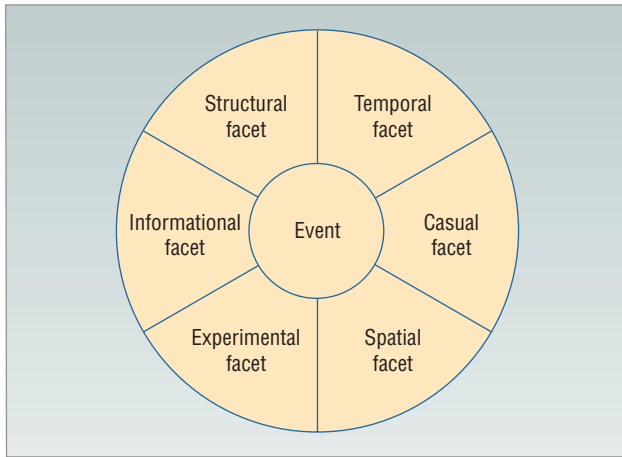 Structural
facet
Temporal
facet
Informational
facet
Event
Casual
facet
Experimental
facet
Spatial
facet